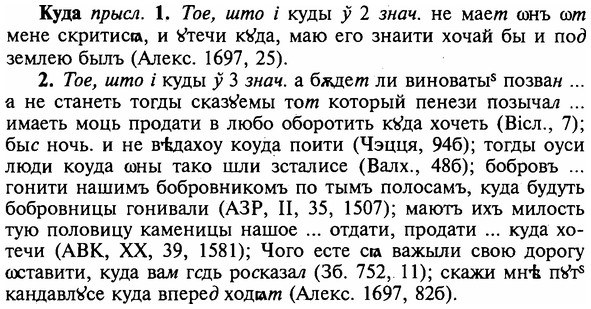 Куда прысл. 1. Тое, што і куды ў 2 знач. не мает ѡнъ ѡт
мене скритисѧ, и ꙋтечи кꙋда, маю его знаити хочай бы и под
землею былъ (Алекс. 1697, 25).
2. Тое, што і куды ў 3 знач. а бѫдет ли виноватыˢ позван ...
а не станеть тогды сказꙋемы тот который пенези позычал ...
имаеть моць продати в любо оборотить кꙋда хочеть (Вісл., 7);
быс ночь. и не вѣдахоу коуда поити (Чэцця, 94б); тогды оуси
люди коуда ѡны тако шли зсталисе (Валх., 48б); бобровъ ...
гонити нашимъ бобровникомъ по тымъ полосамъ, куда будуть
бобровницы гонивали (АЗР, II, 35, 1507); маютъ ихъ милость
тую половицу каменицы нашое ... отдати, продати ... куда хо-
течи (АВК, XX, 39, 1581); Чого есте сѧ важыли свою дорогу
ѡставити, куда вам гсдь росказал (Зб. 752, 11); скажи мнѣ пꙋтˢ
кандавлꙋсе куда вперед ходѧт (Алекс. 1697, 82б).